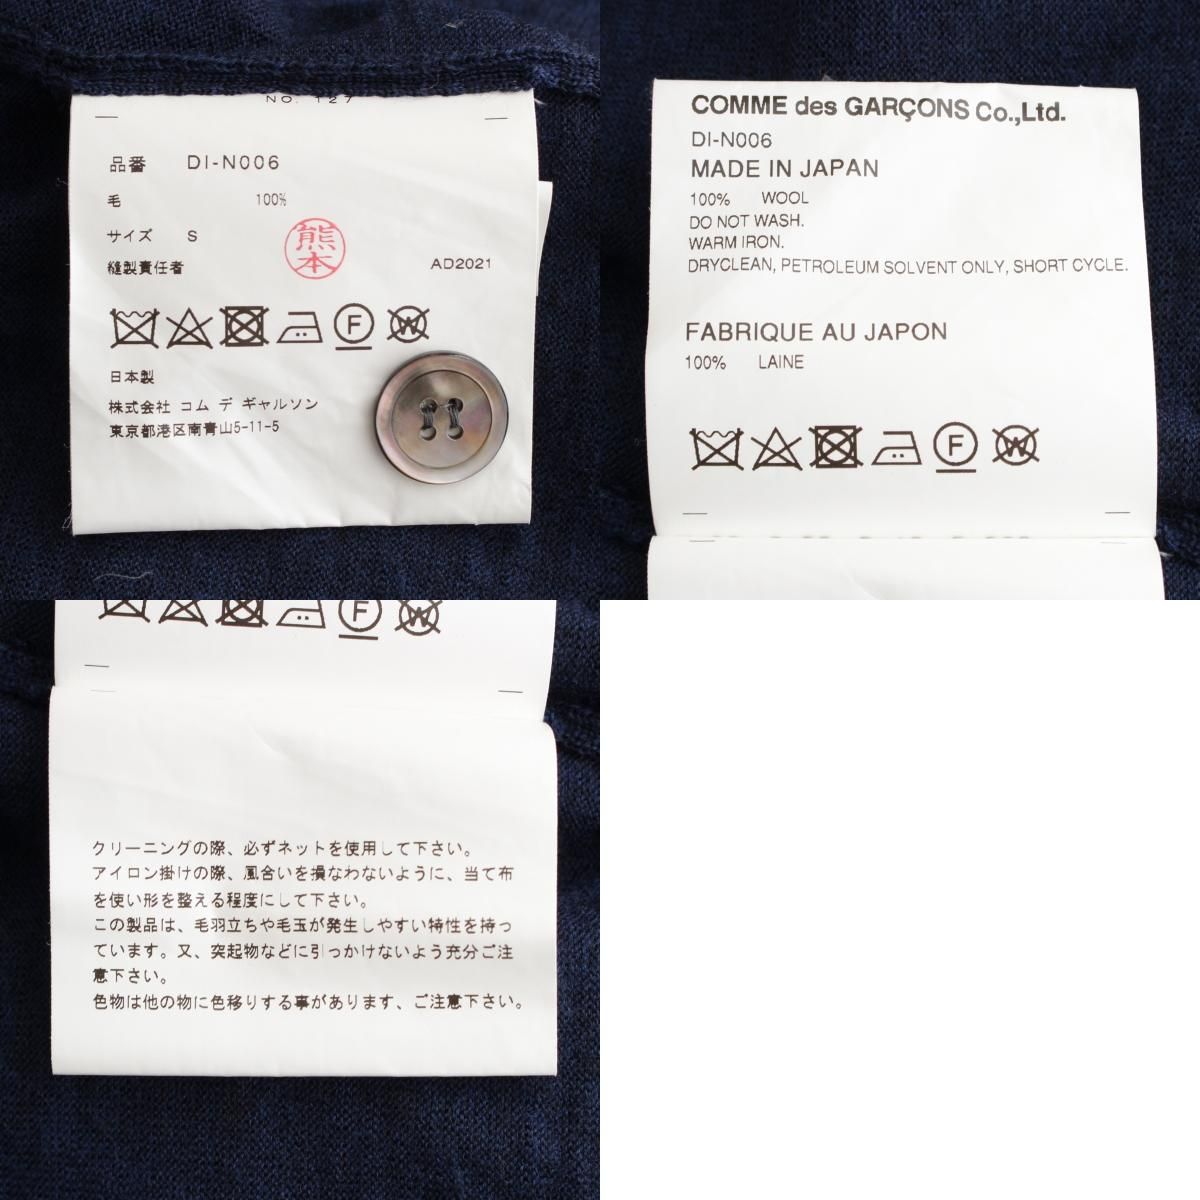 NO. 127
品番 DI-N006
毛 100%
サイズ S
縫製責任者 熊本 AD2021
F W
日本製
株式会社 コム デ ギャルソン
東京都港区南青山5-11-5
COMME des GARÇONS Co.,Ltd.
DI-N006
MADE IN JAPAN
100% WOOL
DO NOT WASH.
WARM IRON.
DRYCLEAN, PETROLEUM SOLVENT ONLY, SHORT CYCLE.
FABRIQUE AU JAPON
100% LAINE
F W
F W
クリーニングの際、必ずネットを使用して下さい。
アイロン掛けの際、風合いを損なわないように、当て布
を使い形を整える程度にして下さい。
この製品は、毛羽立ちや毛玉が発生しやすい特性を持っ
ています。又、突起物などに引っかけないよう充分ご注
意下さい。
色物は他の物に色移りする事があります、ご注意下さい。